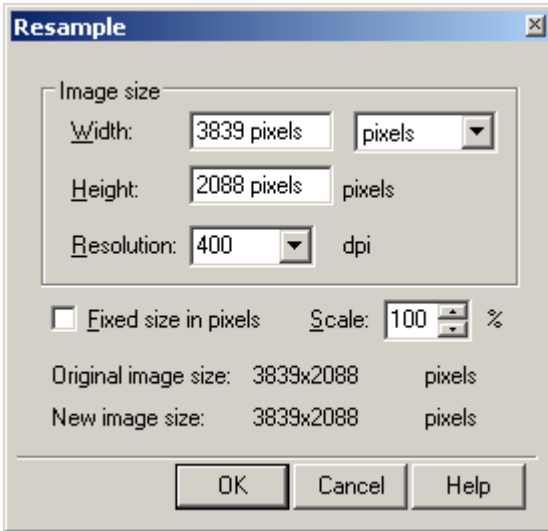 Resample
Image size
Width: 3839 pixels pixels
Height: 2088 pixels pixels
Resolution: 400 dpi
Fixed size in pixels Scale: 100 %
Original image size: 3839x2088 pixels
New image size: 3839x2088 pixels
OK Cancel Help